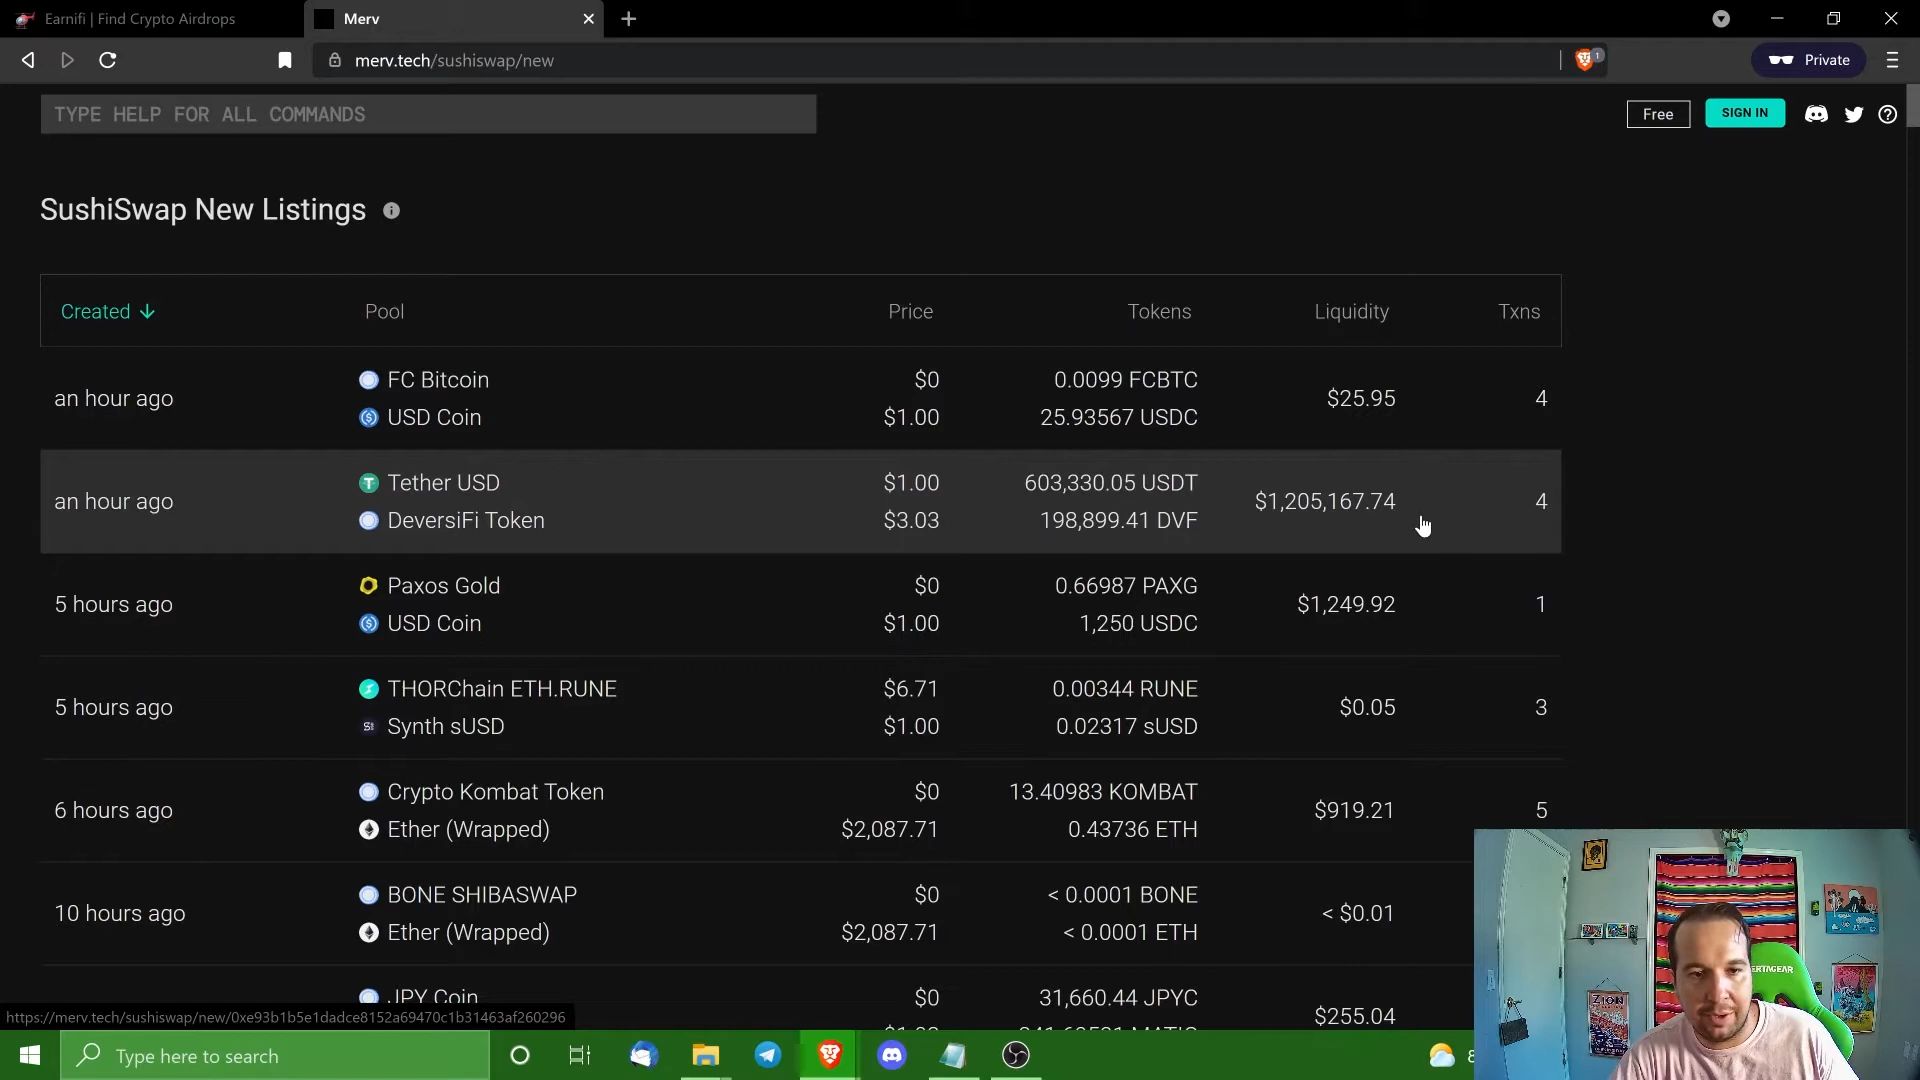 Earnifi | Find Crypto Airdrops
Merv
merv.tech/sushiswap/new
1
Private
TYPE HELP FOR ALL COMMANDS
Free
SIGN IN
SushiSwap New Listings
Created Pool Price Tokens Liquidity Txns
FC Bitcoin $0 0.0099 FCBTC
an hour ago $25.95 4
USD Coin $1.00 25.93567 USDC
Tether USD $1.00 603,330.05 USDT
an hour ago $1,205,167.74 4
DeversiFi Token $3.03 198,899.41 DVF
Paxos Gold $0 0.66987 PAXG
5 hours ago $1,249.92 1
USD Coin $1.00 1,250 USDC
THORChain ETH.RUNE $6.71 0.00344 RUNE
5 hours ago $0.05 3
Synth sUSD $1.00 0.02317 sUSD
Crypto Kombat Token $0 13.40983 KOMBAT
6 hours ago $919.21 5
Ether (Wrapped) $2,087.71 0.43736 ETH
BONE SHIBASWAP $0 < 0.0001 BONE
10 hours ago < $0.01
Ether (Wrapped) $2,087.71 < 0.0001 ETH
JPY Coin $0 31,660.44 JPYC
$255.04
https://merv.tech/sushiswap/new/0xe93b1b5e1dadce8152a69470c1b31463af260296
Type here to search
ZION